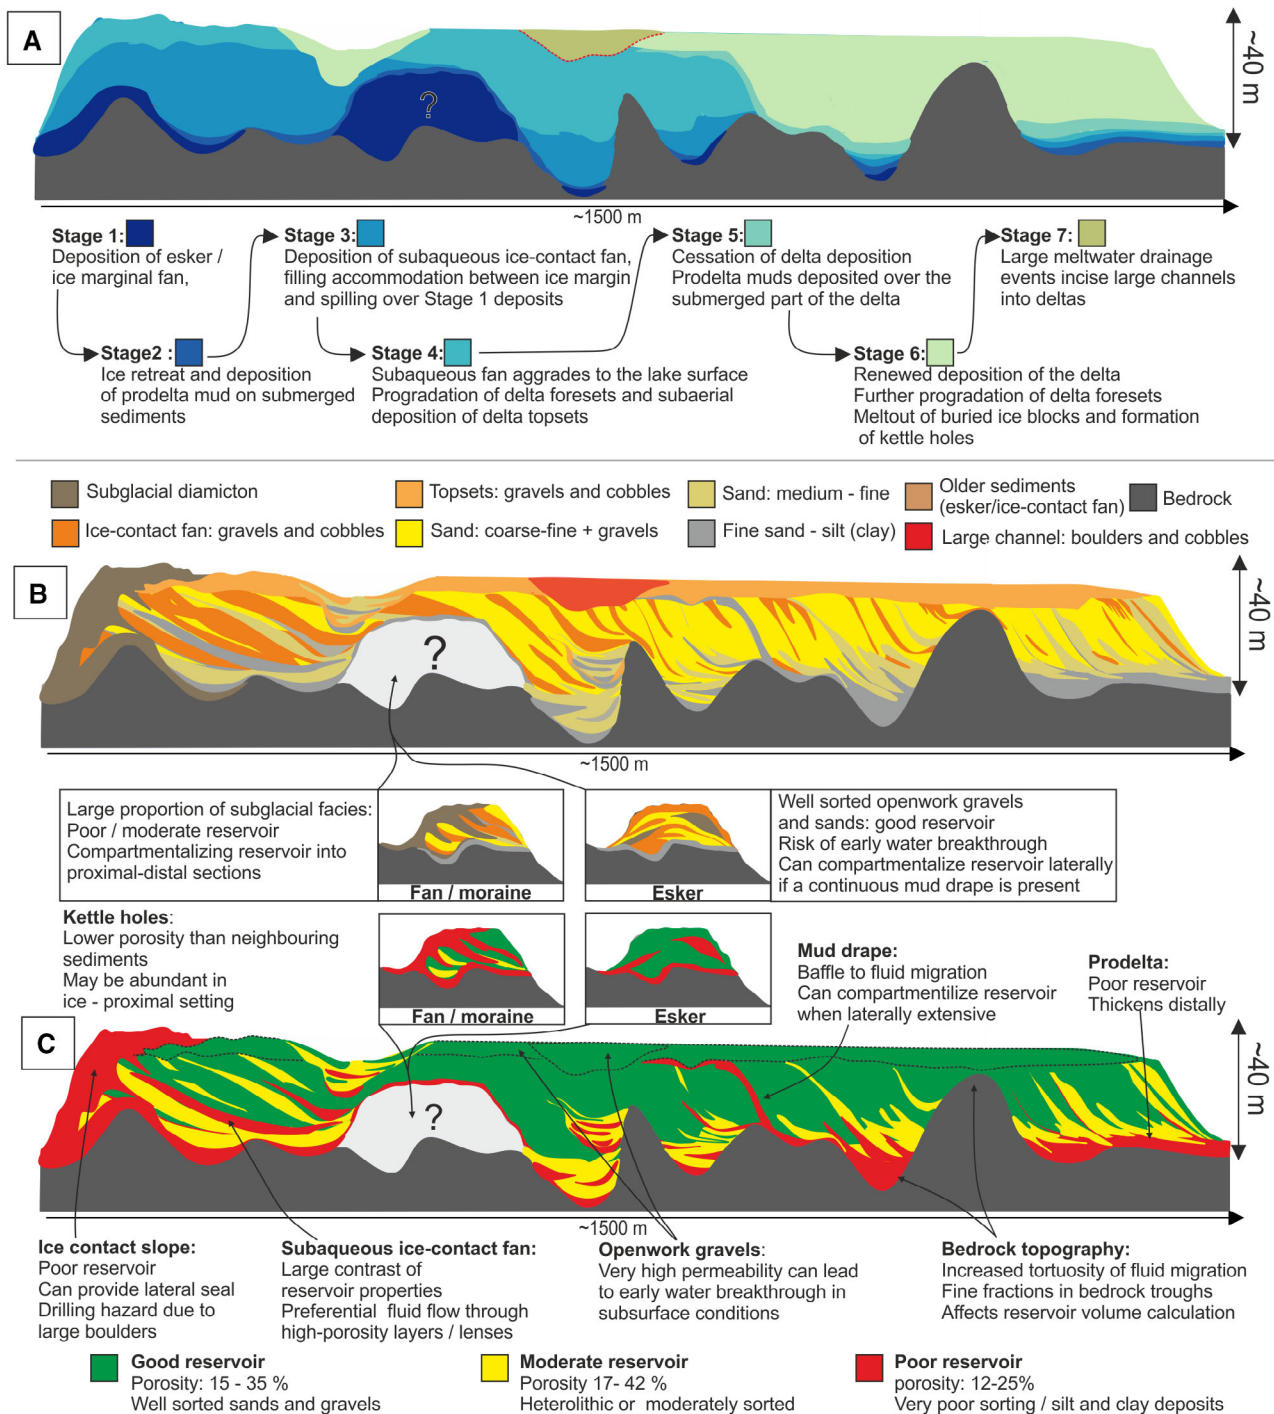 A
~40 m
?
~1500 m
Stage 1:
Deposition of esker /
ice marginal fan,
Stage2 :
Ice retreat and deposition
of prodelta mud on submerged
sediments
Stage 3:
Deposition of subaqueous ice-contact fan,
filling accommodation between ice margin
and spilling over Stage 1 deposits
Stage 4:
Subaqueous fan aggrades to the lake surface
Progradation of delta foresets and subaerial
deposition of delta topsets
Stage 5:
Cessation of delta deposition
Prodelta muds deposited over the
submerged part of the delta
Stage 6:
Renewed deposition of the delta
Further progradation of delta foresets
Meltout of buried ice blocks and formation
of kettle holes
Stage 7:
Large meltwater drainage
events incise large channels
into deltas
Subglacial diamicton
Topsets: gravels and cobbles
Sand: medium - fine
Older sediments
(esker/ice-contact fan)
Bedrock
Ice-contact fan: gravels and cobbles
Sand: coarse-fine + gravels
Fine sand - silt (clay)
Large channel: boulders and cobbles
B
~40 m
?
~1500 m
Large proportion of subglacial facies:
Poor / moderate reservoir
Compartmentalizing reservoir into
proximal-distal sections
Fan / moraine
Esker
Well sorted openwork gravels
and sands: good reservoir
Risk of early water breakthrough
Can compartmentalize reservoir laterally
if a continuous mud drape is present
Kettle holes:
Lower porosity than neighbouring
sediments
May be abundant in
ice - proximal setting
Fan / moraine
Esker
Mud drape:
Baffle to fluid migration
Can compartmentilize reservoir
when laterally extensive
Prodelta:
Poor reservoir
Thickens distally
C
~40 m
?
~1500 m
Ice contact slope:
Poor reservoir
Can provide lateral seal
Drilling hazard due to
large boulders
Subaqueous ice-contact fan:
Large contrast of
reservoir properties
Preferential fluid flow through
high-porosity layers / lenses
Openwork gravels:
Very high permeability can lead
to early water breakthrough in
subsurface conditions
Bedrock topography:
Increased tortuosity of fluid migration
Fine fractions in bedrock troughs
Affects reservoir volume calculation
Good reservoir
Porosity: 15 - 35 %
Well sorted sands and gravels
Moderate reservoir
Porosity 17- 42 %
Heterolithic or moderately sorted
Poor reservoir
porosity: 12-25%
Very poor sorting / silt and clay deposits